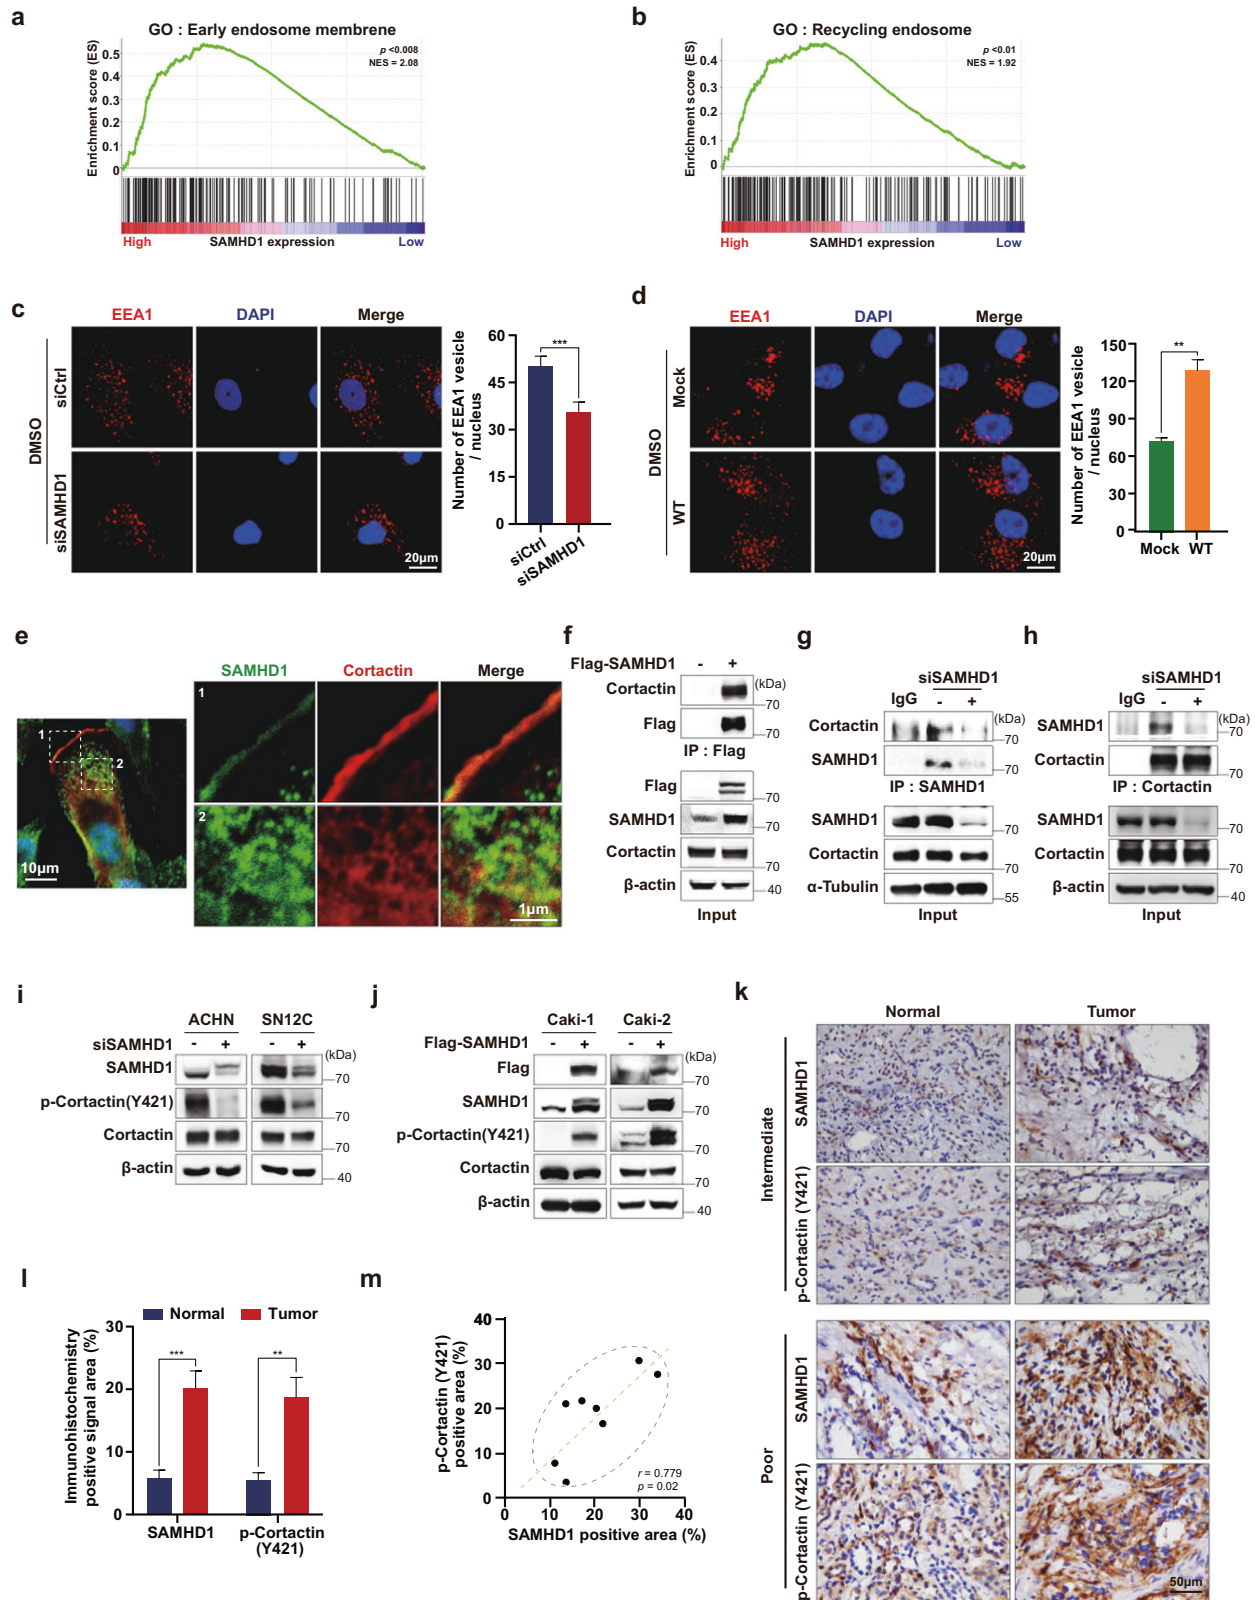 a
GO : Early endosome membrene
p <0.008
NES = 2.08
Enrichment score (ES)
0.5
0.4
0.3
0.2
0.1
0
High
SAMHD1 expression
Low
b
GO : Recycling endosome
p <0.01
NES = 1.92
Enrichment score (ES)
0.4
0.3
0.2
0.1
0
High
SAMHD1 expression
Low
c
EEA1
DAPI
Merge
DMSO
siCtrl
siSAMHD1
20μm
Number of EEA1 vesicle
/ nucleus
60
45
30
15
0
***
siCtrl
siSAMHD1
d
EEA1
DAPI
Merge
DMSO
Mock
WT
20μm
Number of EEA1 vesicle
/ nucleus
150
120
90
60
30
0
**
Mock
WT
e
SAMHD1
Cortactin
Merge
1
2
10μm
1
2
1μm
f
Flag-SAMHD1 - +
(kDa)
Cortactin
70
Flag
70
IP : Flag
Flag
70
SAMHD1
70
Cortactin
70
β-actin
40
Input
g
siSAMHD1
IgG - +
(kDa)
Cortactin
70
SAMHD1
70
IP : SAMHD1
SAMHD1
70
Cortactin
70
α-Tubulin
55
Input
h
siSAMHD1
IgG - +
(kDa)
SAMHD1
70
Cortactin
70
IP : Cortactin
SAMHD1
70
Cortactin
70
β-actin
40
Input
i
ACHN SN12C
siSAMHD1 - + - +
(kDa)
SAMHD1
70
p-Cortactin(Y421)
70
Cortactin
70
β-actin
40
j
Caki-1 Caki-2
Flag-SAMHD1 - + - +
(kDa)
Flag
70
SAMHD1
70
p-Cortactin(Y421)
70
Cortactin
70
β-actin
40
k
Normal
Tumor
Intermediate
SAMHD1
p-Cortactin (Y421)
Poor
SAMHD1
p-Cortactin (Y421)
50μm
l
Normal
Tumor
Immunohistochemistry
positive signal area (%)
30
20
10
0
***
**
SAMHD1
p-Cortactin
(Y421)
m
p-Cortactin (Y421)
positive area (%)
40
30
20
10
0
r = 0.779
p = 0.02
0 10 20 30 40
SAMHD1 positive area (%)